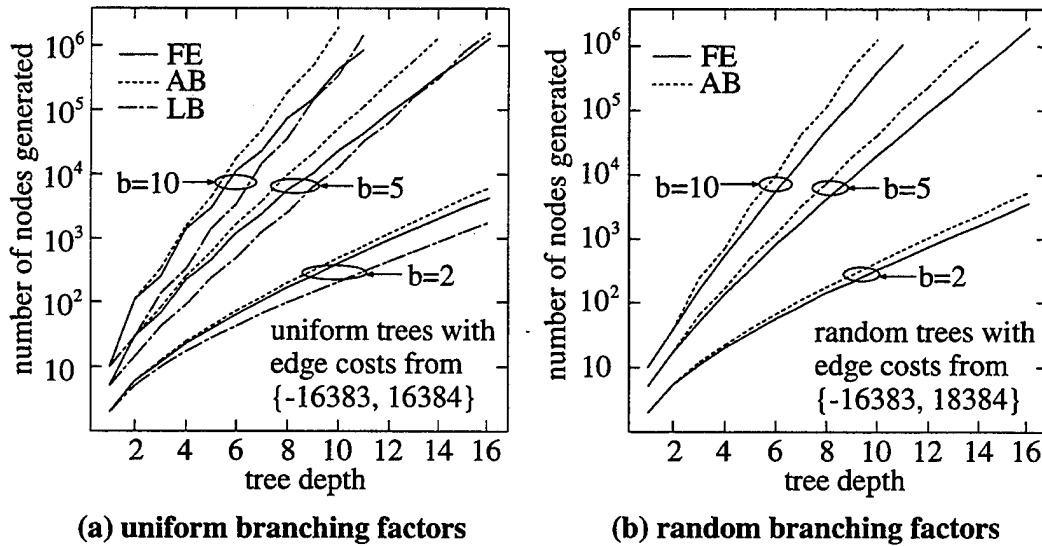 number of nodes generated
10^6
10^5
10^4
10^3
10^2
10
FE
AB
LB
b=10
b=5
b=2
uniform trees with
edge costs from
{-16383, 16384}
2 4 6 8 10 12 14 16
tree depth
(a) uniform branching factors
number of nodes generated
10^6
10^5
10^4
10^3
10^2
10
FE
AB
b=10
b=5
b=2
random trees with
edge costs from
{-16383, 18384}
2 4 6 8 10 12 14 16
tree depth
(b) random branching factors